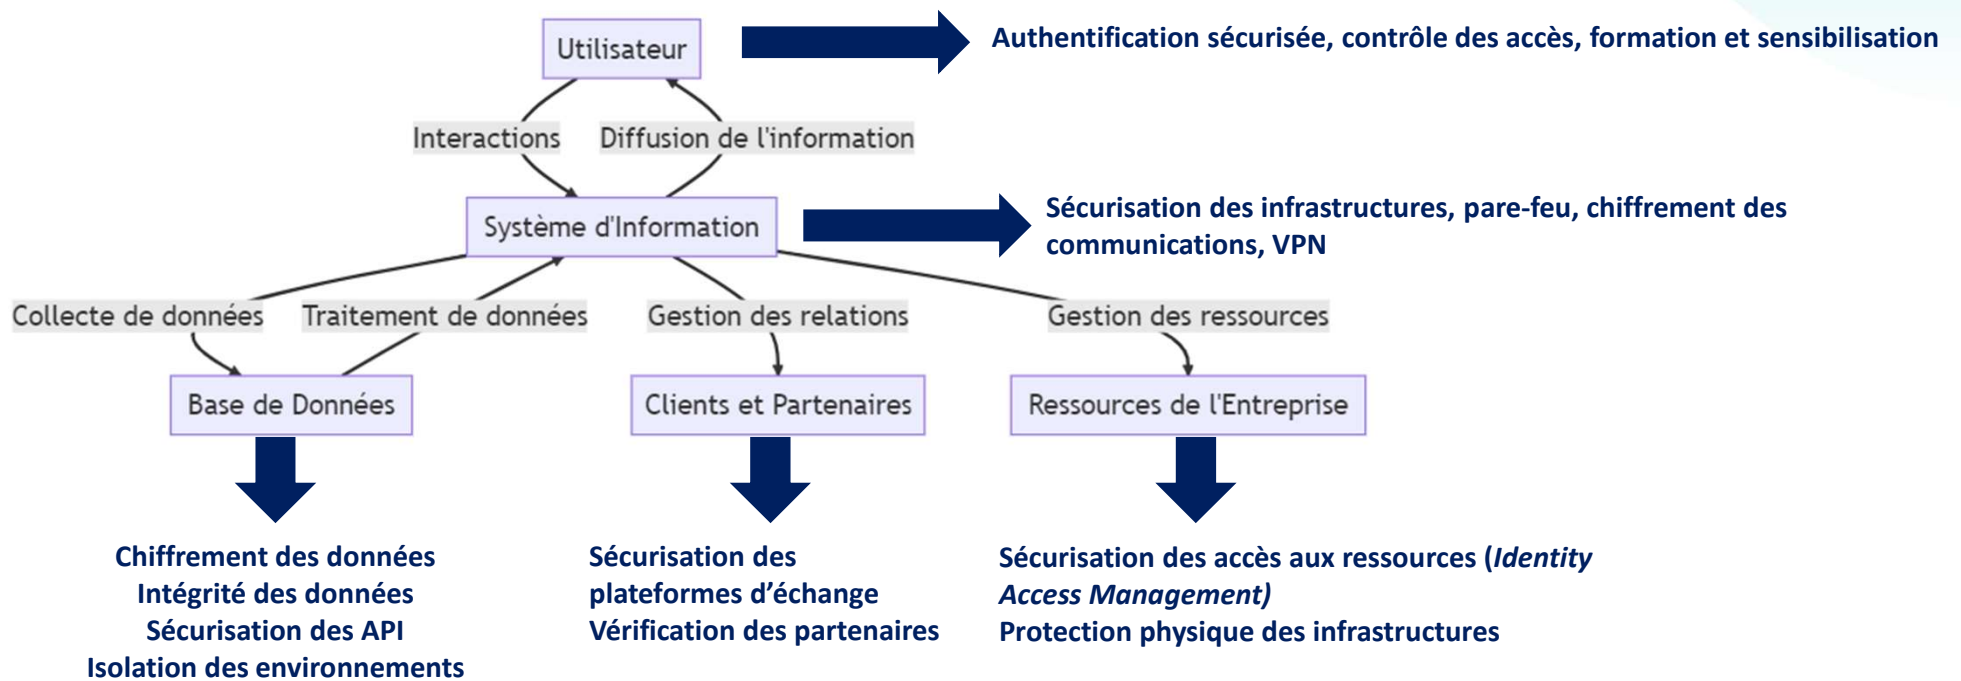 Utilisateur
Authentification sécurisée, contrôle des accès, formation et sensibilisation
Interactions
Diffusion de l'information
Système d'Information
Sécurisation des infrastructures, pare-feu, chiffrement des
communications, VPN
Collecte de données
Traitement de données
Gestion des relations
Gestion des ressources
Base de Données
Clients et Partenaires
Ressources de l'Entreprise
Chiffrement des données
Intégrité des données
Sécurisation des API
Isolation des environnements
Sécurisation des
plateformes d’échange
Vérification des partenaires
Sécurisation des accès aux ressources (Identity
Access Management)
Protection physique des infrastructures